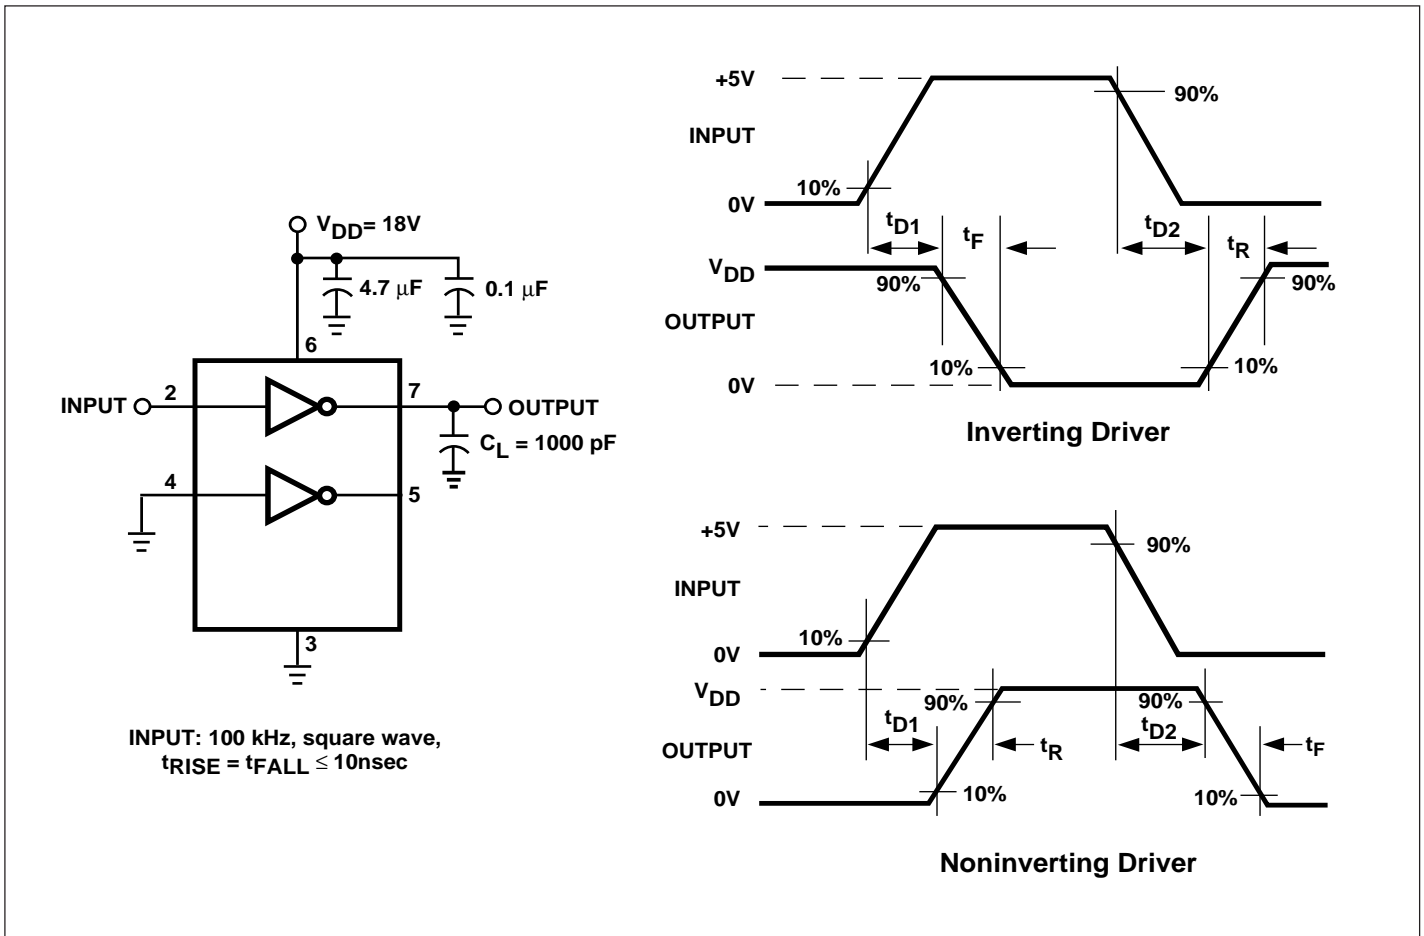 VDD= 18V
4.7 μF
0.1 μF
6
INPUT
2
7
OUTPUT
CL = 1000 pF
4
5
3
INPUT: 100 kHz, square wave,
tRISE = tFALL ≤ 10nsec
+5V
90%
INPUT
10%
0V
tD1
tF
tD2
tR
VDD
90%
90%
OUTPUT
10%
10%
0V
Inverting Driver
+5V
90%
INPUT
10%
0V
VDD
90%
90%
tD1
tR
tD2
tF
OUTPUT
10%
10%
0V
Noninverting Driver